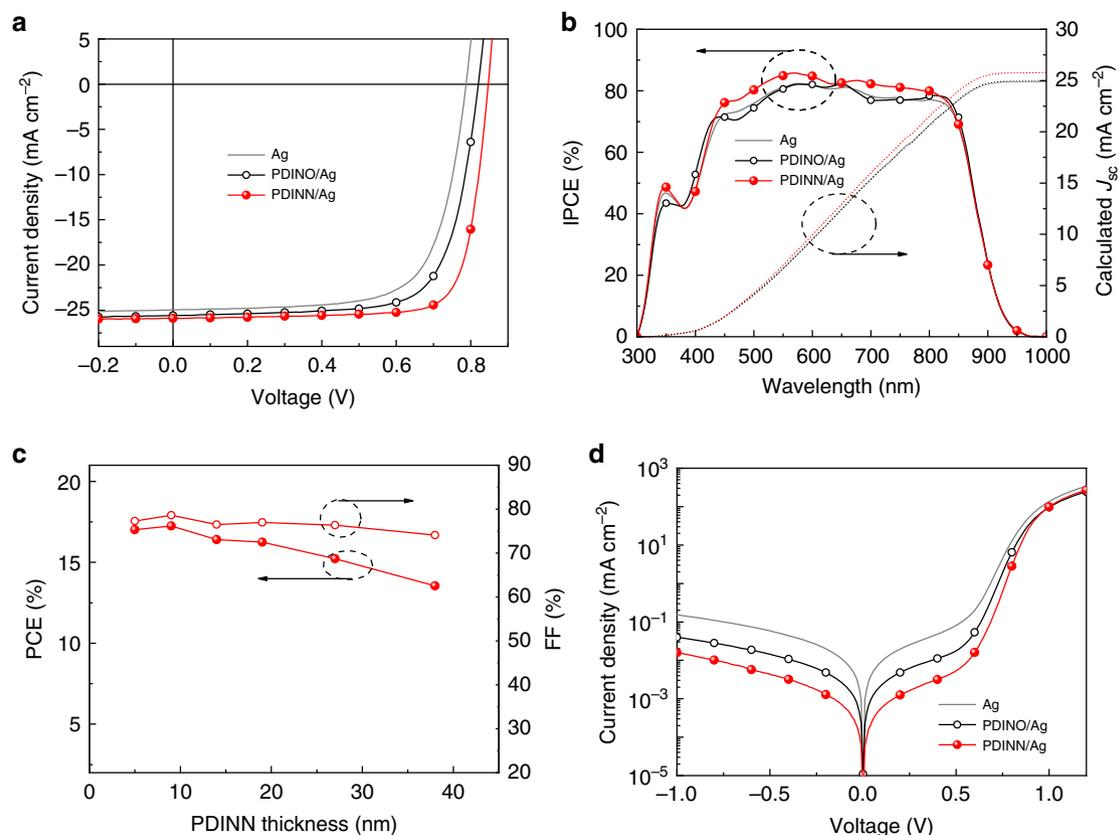 a
5
0
−5
−10
−15
−20
−25
−0.2 0.0 0.2 0.4 0.6 0.8
Voltage (V)
Current density (mA cm−2)
Ag
PDINO/Ag
PDINN/Ag
b
100
80
60
40
20
0
30
25
20
15
10
5
0
300 400 500 600 700 800 900 1000
Wavelength (nm)
IPCE (%)
Calculated Jsc (mA cm−2)
Ag
PDINO/Ag
PDINN/Ag
c
20
15
10
5
90
80
70
60
50
40
30
20
0 10 20 30 40
PDINN thickness (nm)
PCE (%)
FF (%)
d
10^3
10^1
10^−1
10^−3
10^−5
−1.0 −0.5 0.0 0.5 1.0
Voltage (V)
Current density (mA cm−2)
Ag
PDINO/Ag
PDINN/Ag